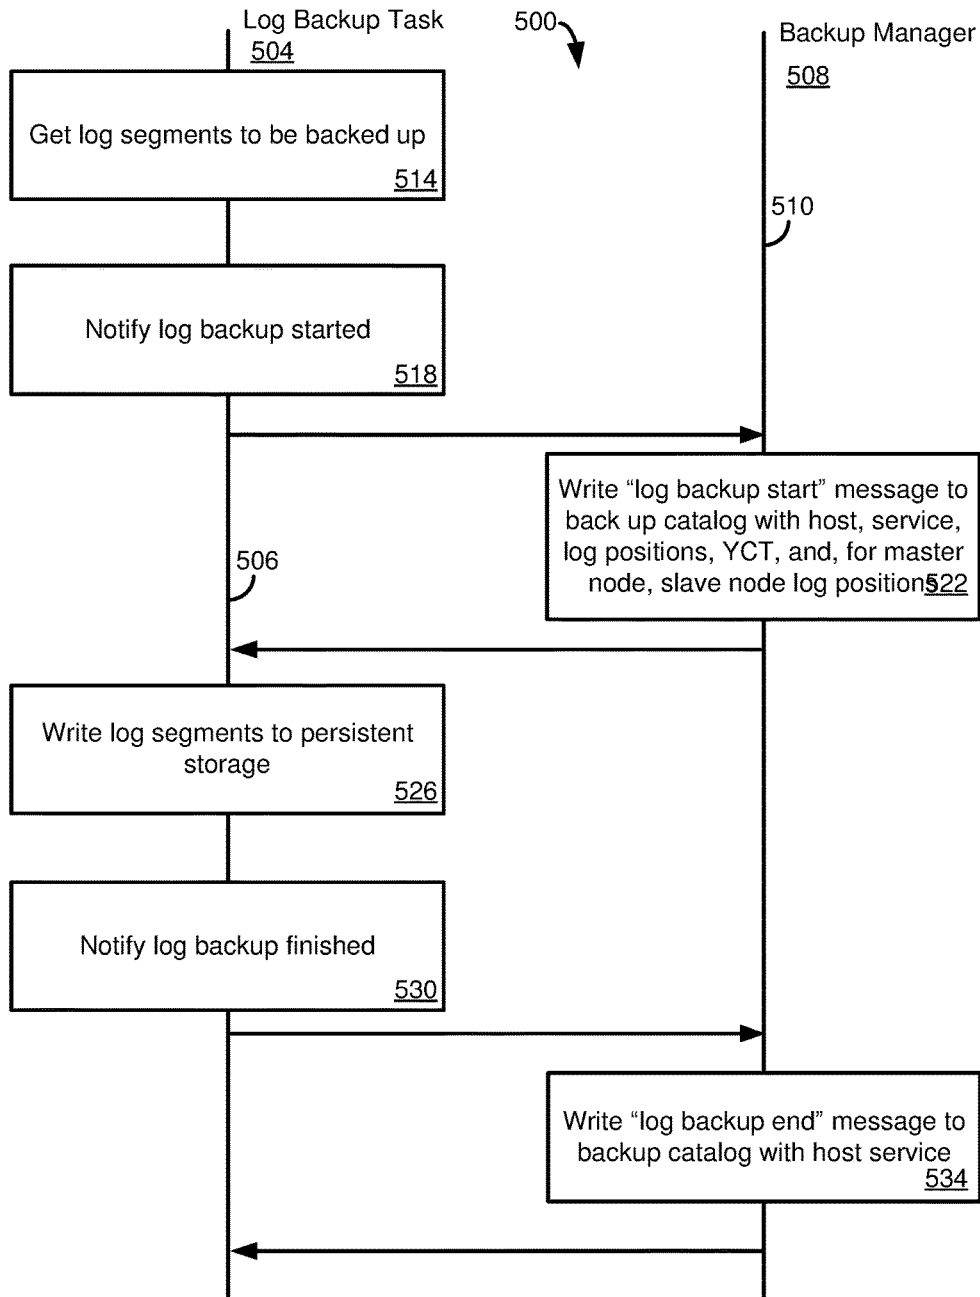 Log Backup Task
504
500
Backup Manager
508
Get log segments to be backed up
514
510
Notify log backup started
518
Write “log backup start” message to
back up catalog with host, service,
log positions, YCT, and, for master
node, slave node log positions
522
506
Write log segments to persistent
storage
526
Notify log backup finished
530
Write “log backup end” message to
backup catalog with host service
534